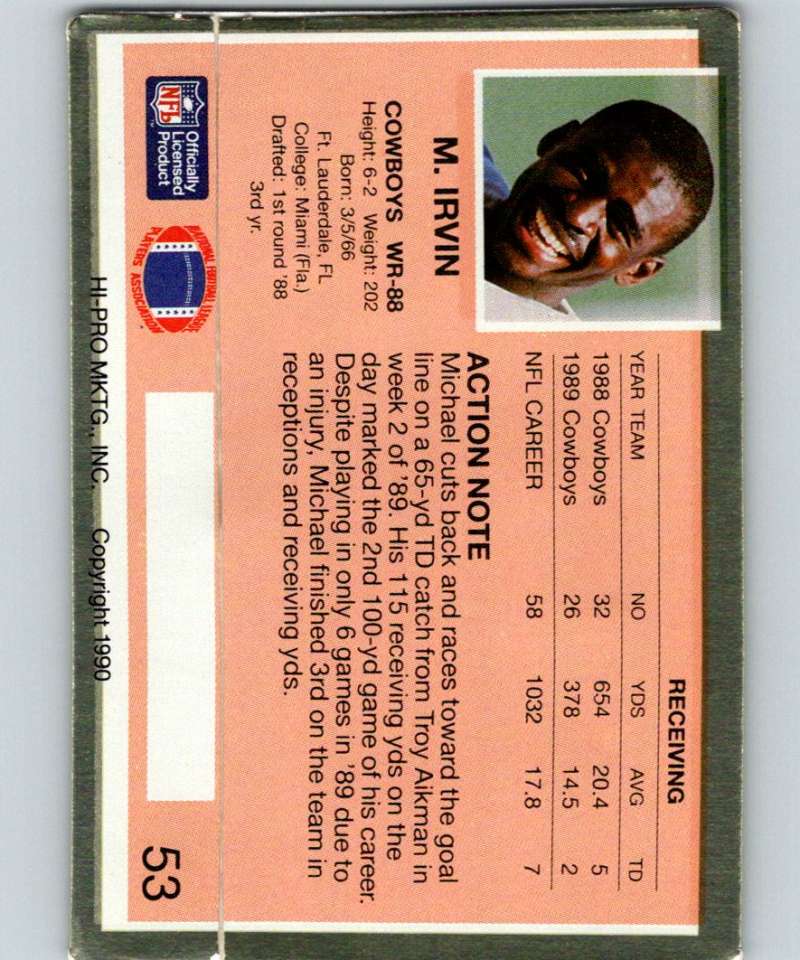 M. IRVIN
COWBOYS WR-88
Height: 6-2 Weight: 202
Born: 3/5/66
Ft. Lauderdale, FL
College: Miami (Fla.)
Drafted: 1st round '88
3rd yr.
RECEIVING
YEAR TEAM NO YDS AVG TD
1988 Cowboys 32 654 20.4 5
1989 Cowboys 26 378 14.5 2
NFL CAREER 58 1032 17.8 7
ACTION NOTE
Michael cuts back and races toward the goal
line on a 65-yd TD catch from Troy Aikman in
week 2 of '89. His 115 receiving yds on the
day marked the 2nd 100-yd game of his career.
Despite playing in only 6 games in '89 due to
an injury, Michael finished 3rd on the team in
receptions and receiving yds.
NFL
Officially
Licensed
Product
NATIONAL FOOTBALL LEAGUE
PLAYERS ASSOCIATION
53
HI-PRO MKTG., INC. Copyright 1990